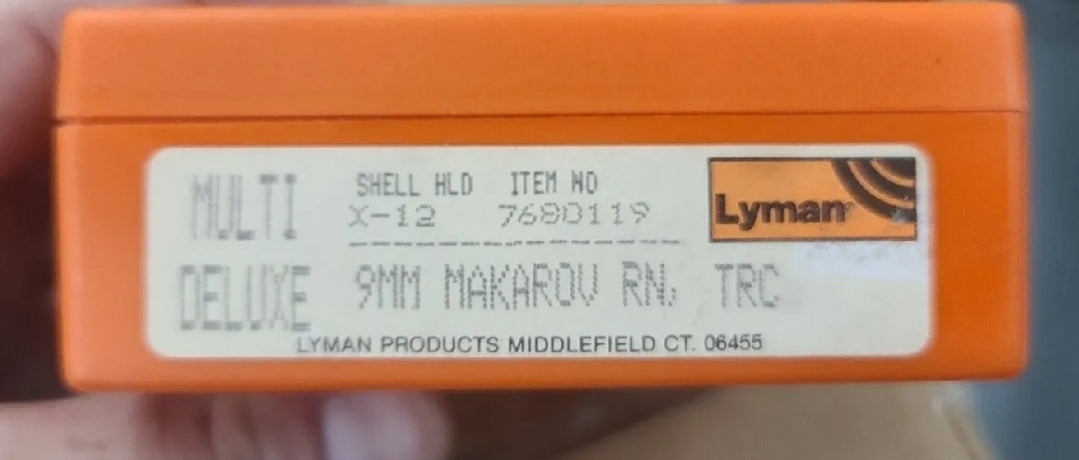 MULTI SHELL HLD ITEM NO Lyman®
X-12 7680119
DELUXE 9MM MAKAROV RN, TRC
LYMAN PRODUCTS MIDDLEFIELD CT. 06455